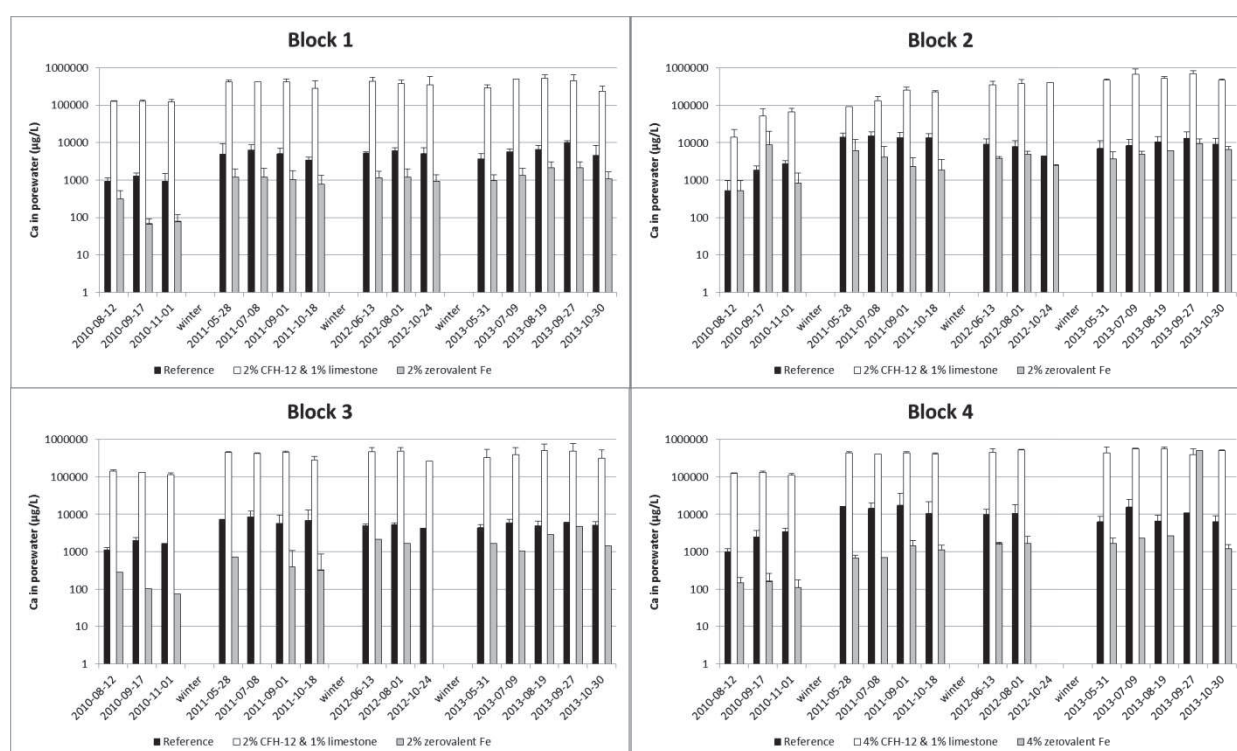 Block 1
Ca in porewater (µg/L)
1000000
100000
10000
1000
100
10
1
2010-08-12 2010-09-17 2010-11-01 winter 2011-05-28 2011-07-08 2011-09-01 2011-10-18 winter 2012-06-13 2012-08-01 2012-10-24 winter 2013-05-31 2013-07-09 2013-08-19 2013-09-27 2013-10-30
Reference 2% CFH-12 & 1% limestone 2% zerovalent Fe
Block 2
Ca in porewater (µg/L)
1000000
100000
10000
1000
100
10
1
2010-08-12 2010-09-17 2010-11-01 winter 2011-05-28 2011-07-08 2011-09-01 2011-10-18 winter 2012-06-13 2012-08-01 2012-10-24 winter 2013-05-31 2013-07-09 2013-08-19 2013-09-27 2013-10-30
Reference 2% CFH-12 & 1% limestone 2% zerovalent Fe
Block 3
Ca in porewater (µg/L)
1000000
100000
10000
1000
100
10
1
2010-08-12 2010-09-17 2010-11-01 winter 2011-05-28 2011-07-08 2011-09-01 2011-10-18 winter 2012-06-13 2012-08-01 2012-10-24 winter 2013-05-31 2013-07-09 2013-08-19 2013-09-27 2013-10-30
Reference 2% CFH-12 & 1% limestone 2% zerovalent Fe
Block 4
Ca in porewater (µg/L)
1000000
100000
10000
1000
100
10
1
2010-08-12 2010-09-17 2010-11-01 winter 2011-05-28 2011-07-08 2011-09-01 2011-10-18 winter 2012-06-13 2012-08-01 2012-10-24 winter 2013-05-31 2013-07-09 2013-08-19 2013-09-27 2013-10-30
Reference 4% CFH-12 & 1% limestone 4% zerovalent Fe